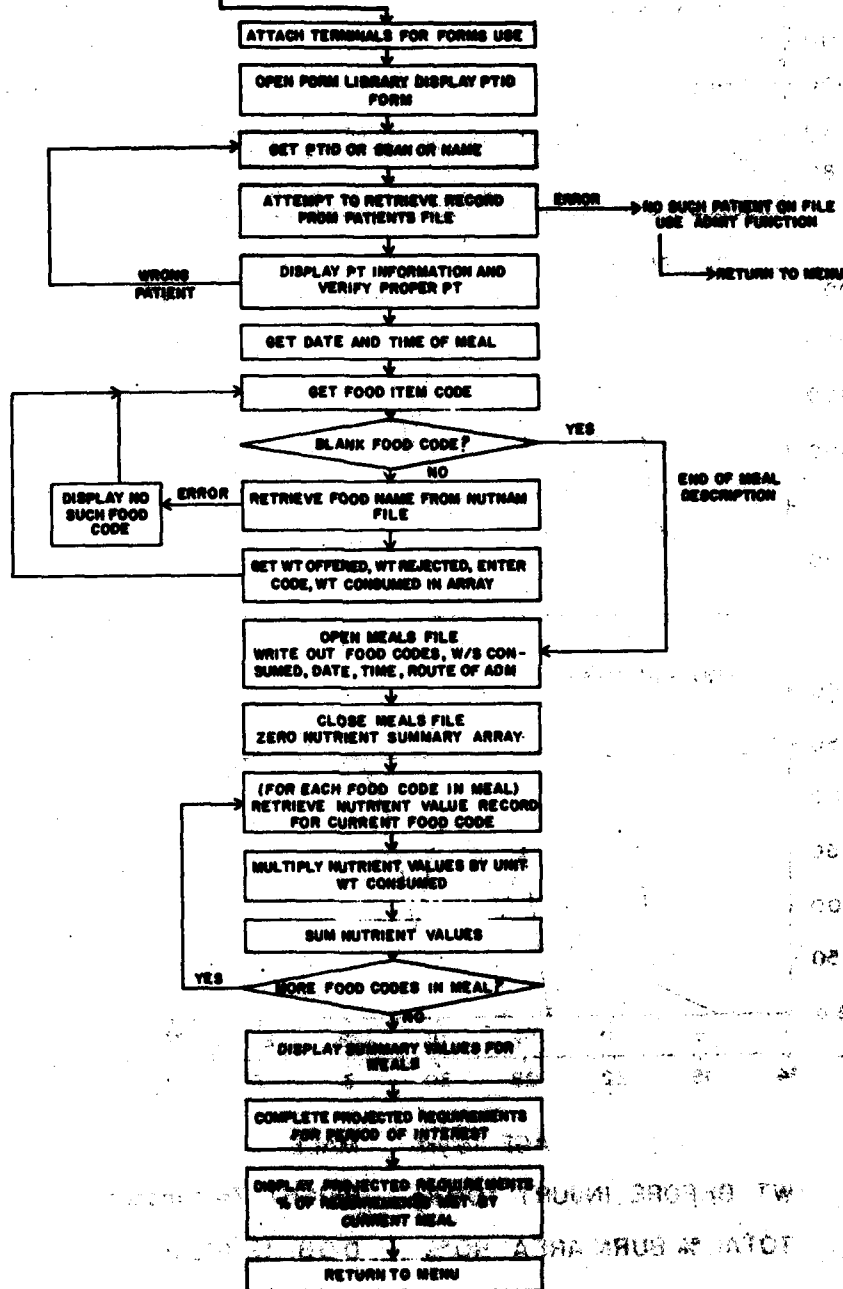 ATTACH TERMINALS FOR FORMS USE
OPEN FORM LIBRARY DISPLAY PTID
FORM
GET PTID OR SSAN OR NAME
ATTEMPT TO RETRIEVE RECORD
FROM PATIENTS FILE
ERROR
NO SUCH PATIENT ON FILE
USE ADMIT FUNCTION
RETURN TO MENU
WRONG
PATIENT
DISPLAY PT INFORMATION AND
VERIFY PROPER PT
GET DATE AND TIME OF MEAL
GET FOOD ITEM CODE
BLANK FOOD CODE?
YES
NO
END OF MEAL
DESCRIPTION
DISPLAY NO
SUCH FOOD
CODE
ERROR
RETRIEVE FOOD NAME FROM NUTNAM
FILE
GET WT OFFERED, WT REJECTED, ENTER
CODE, WT CONSUMED IN ARRAY
OPEN MEALS FILE
WRITE OUT FOOD CODES, W/S CON-
SUMED, DATE, TIME, ROUTE OF ADM
CLOSE MEALS FILE
ZERO NUTRIENT SUMMARY ARRAY
(FOR EACH FOOD CODE IN MEAL)
RETRIEVE NUTRIENT VALUE RECORD
FOR CURRENT FOOD CODE
MULTIPLY NUTRIENT VALUES BY UNIT
WT CONSUMED
SUM NUTRIENT VALUES
YES
MORE FOOD CODES IN MEAL?
NO
DISPLAY SUMMARY VALUES FOR
MEALS
COMPLETE PROJECTED REQUIREMENTS
FOR PERIOD OF INTEREST
DISPLAY PROJECTED REQUIREMENTS
% OF REQUIREMENTS MET BY
CURRENT MEAL
WT BEFORE INJURY
TOTAL % BURN AREA
RETURN TO MENU